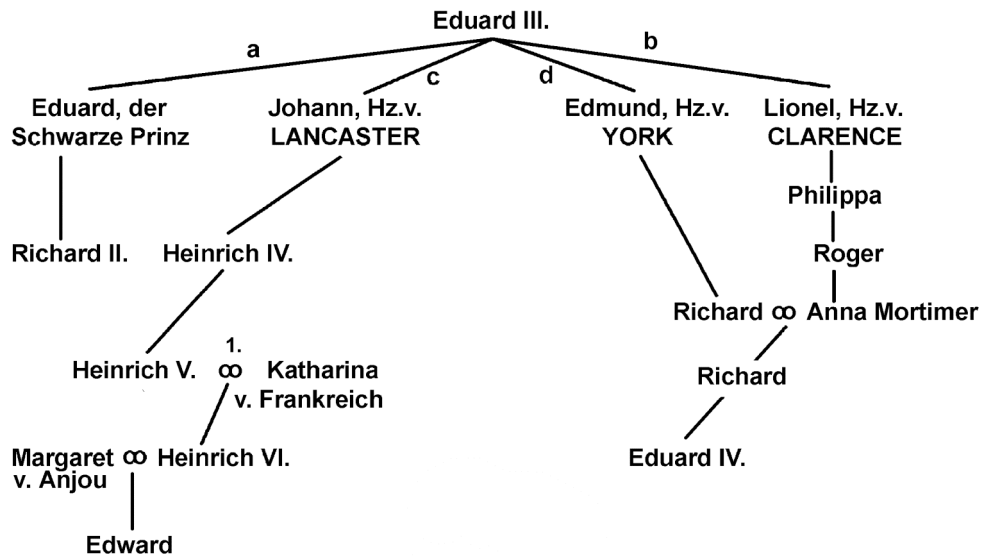 Eduard III.
a
b
c
d
Eduard, der
Schwarze Prinz
Johann, Hz.v.
LANCASTER
Edmund, Hz.v.
YORK
Lionel, Hz.v.
CLARENCE
Philippa
Richard II.
Heinrich IV.
Roger
Richard ꝏ Anna Mortimer
1.
Heinrich V. ꝏ Katharina
v. Frankreich
Richard
Margaret ꝏ Heinrich VI.
v. Anjou
Eduard IV.
Edward